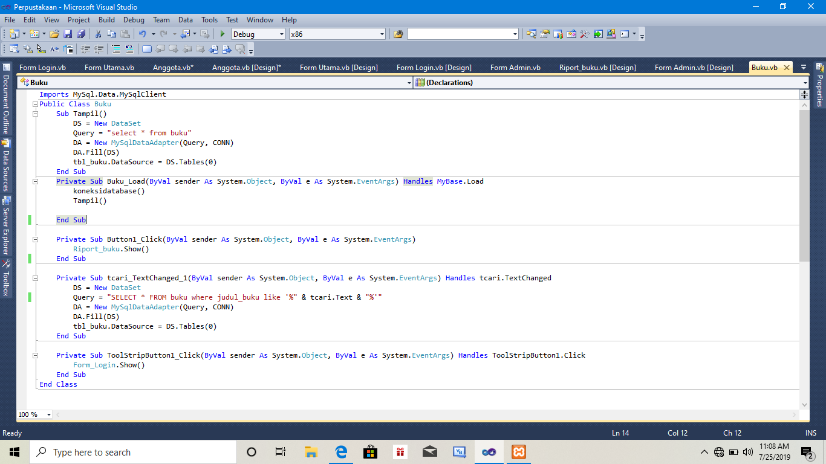 Perpustakaan - Microsoft Visual Studio
File Edit View Project Build Debug Team Data Tools Test Window Help
Debug x86
Form Login.vb Form Utama.vb Anggota.vb* Anggota.vb [Design]* Form Utama.vb [Design] Form Login.vb [Design] Form Admin.vb Riport_buku.vb [Design] Form Admin.vb [Design] Buku.vb
Buku (Declarations)
Document Outline
Data Sources
Server Explorer
Toolbox
Properties
Imports MySql.Data.MySqlClient
Public Class Buku
Sub Tampil()
DS = New DataSet
Query = "select * from buku"
DA = New MySqlDataAdapter(Query, CONN)
DA.Fill(DS)
tbl_buku.DataSource = DS.Tables(0)
End Sub
Private Sub Buku_Load(ByVal sender As System.Object, ByVal e As System.EventArgs) Handles MyBase.Load
koneksidatabase()
Tampil()
End Sub
Private Sub Button1_Click(ByVal sender As System.Object, ByVal e As System.EventArgs)
Riport_buku.Show()
End Sub
Private Sub tcari_TextChanged_1(ByVal sender As System.Object, ByVal e As System.EventArgs) Handles tcari.TextChanged
DS = New DataSet
Query = "SELECT * FROM buku where judul_buku like '%" & tcari.Text & "%'"
DA = New MySqlDataAdapter(Query, CONN)
DA.Fill(DS)
tbl_buku.DataSource = DS.Tables(0)
End Sub
Private Sub ToolStripButton1_Click(ByVal sender As System.Object, ByVal e As System.EventArgs) Handles ToolStripButton1.Click
Form_Login.Show()
End Sub
End Class
100 %
Ready Ln 14 Col 12 Ch 12 INS
Type here to search
11:08 AM
7/25/2019
2